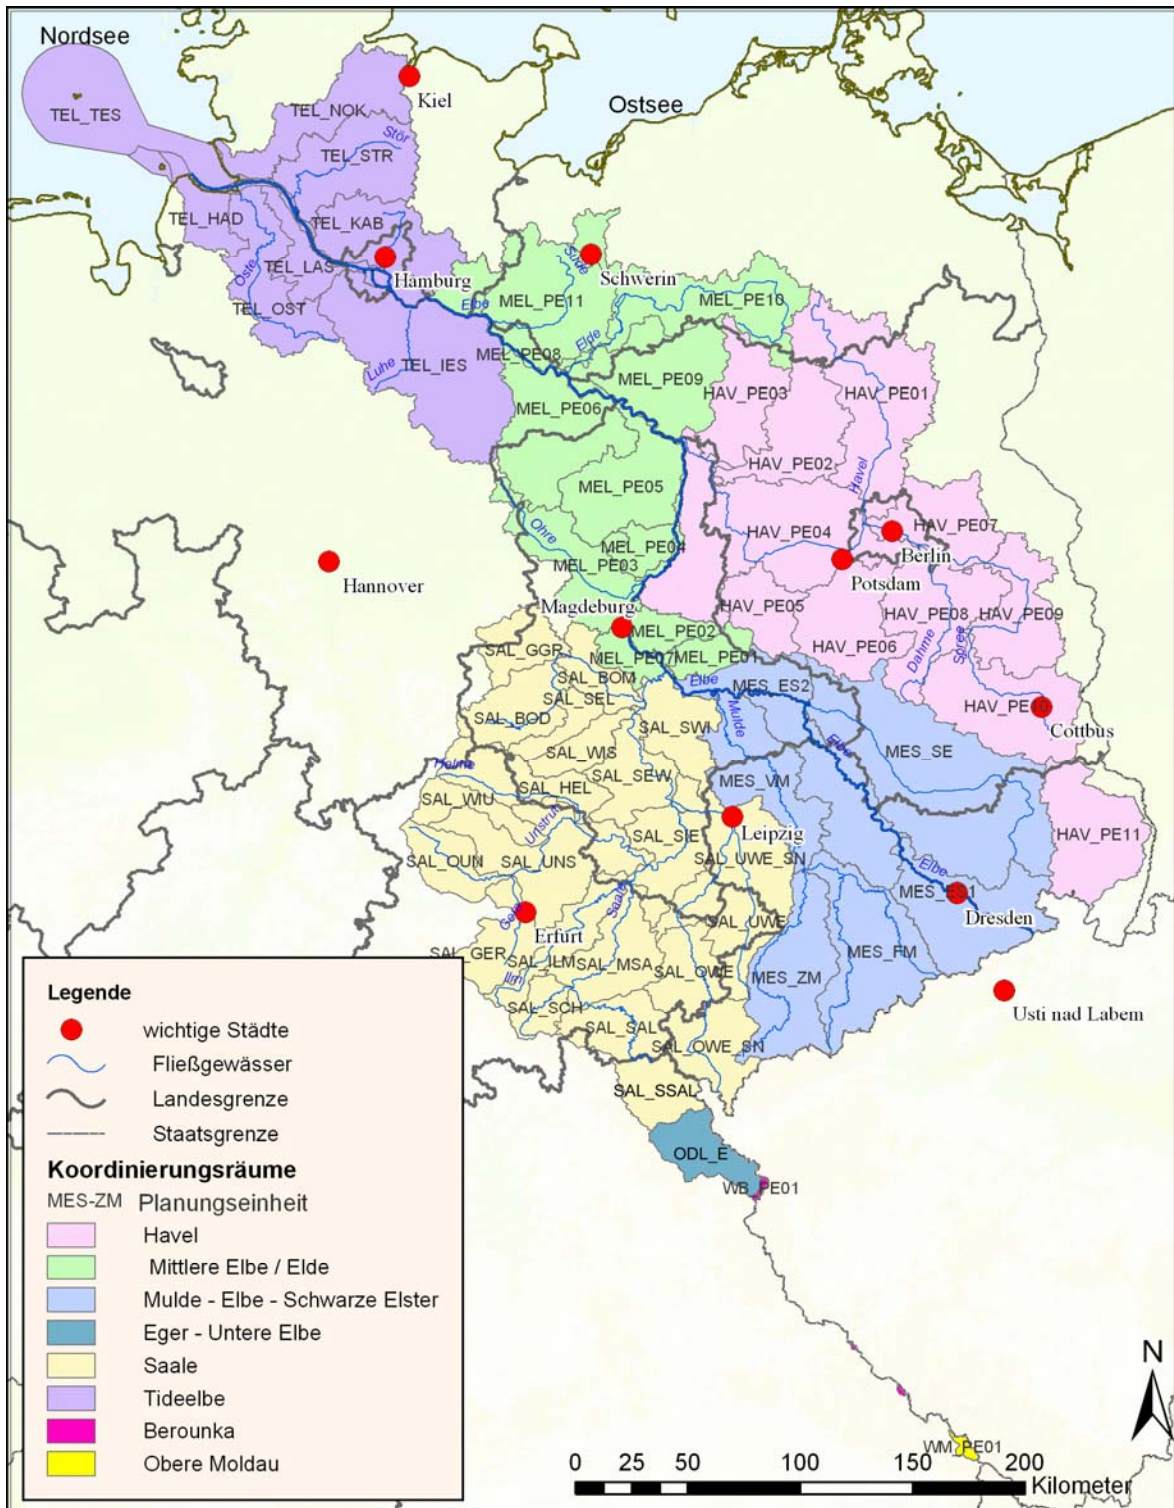 Nordsee
Kiel
Ostsee
TEL_TES
TEL_NOK
Stör
TEL_STR
TEL_HAD
TEL_KAB
Hamburg
Schwerin
Sude
TEL_LAS
Oste
TEL_OST
Elbe
MEL_PE11
MEL_PE10
Elde
MEL_PE08
TEL_IES
Luhe
MEL_PE09
MEL_PE06
HAV_PE03
HAV_PE01
HAV_PE02
Havel
MEL_PE05
Ohre
MEL_PE04
MEL_PE03
HAV_PE04
HAV_PE07
Berlin
Potsdam
Hannover
Magdeburg
HAV_PE05
HAV_PE08
HAV_PE09
MEL_PE02
HAV_PE06
Dahme
Spree
MEL_PE07
MEL_PE01
SAL_GGR
SAL_BOM
SAL_SEL
SAL_BOD
Elbe
MES_ES2
Mulde
HAV_PE10
Cottbus
SAL_SWI
Elbe
MES_SE
SAL_WIS
Helme
SAL_SEW
SAL_HEL
MES_VM
SAL_WIU
Unstrut
Leipzig
HAV_PE11
SAL_SIE
SAL_OUN
SAL_UNS
SAL_UWE_SN
Elbe
MES_ES1
Dresden
Saale
Gera
Erfurt
SAL_UWE
SAL_GER
SAL_ILM
Ilm
SAL_MSA
SAL_OWE
MES_ZM
MES_FM
Usti nad Labem
SAL_SCH
SAL_SAL
SAL_OWE_SN
SAL_SSAL
ODL_E
WB_PE01
WM_PE01
Legende
wichtige Städte
Fließgewässer
Landesgrenze
Staatsgrenze
Koordinierungsräume
MES-ZM Planungseinheit
Havel
Mittlere Elbe / Elde
Mulde - Elbe - Schwarze Elster
Eger - Untere Elbe
Saale
Tideelbe
Berounka
Obere Moldau
N
0 25 50 100 150 200
Kilometer